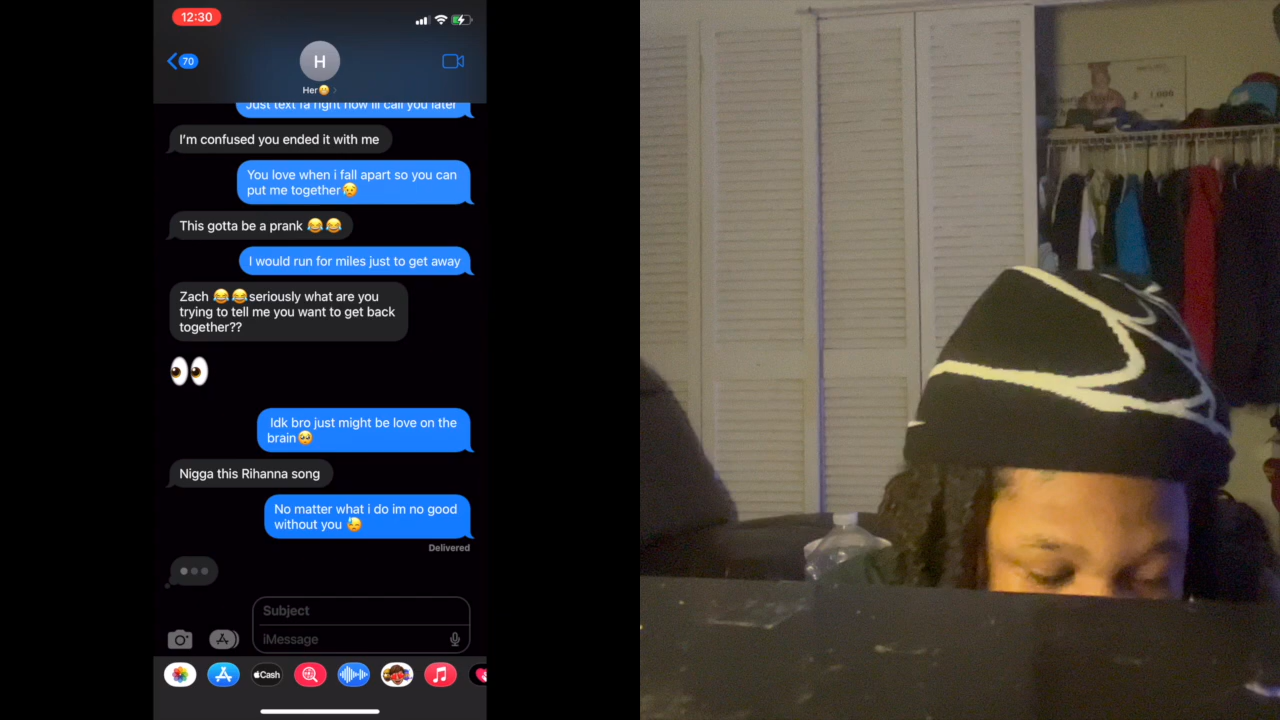 12:30
70
H
Her🤭
Just text fa right now ill call you later
I'm confused you ended it with me
You love when i fall apart so you can
put me together😥
This gotta be a prank 😂😂
I would run for miles just to get away
Zach 😂😂seriously what are you
trying to tell me you want to get back
together??
👀
Idk bro just might be love on the
brain🥺
Nigga this Rihanna song
No matter what i do im no good
without you 😓
Delivered
Subject
iMessage
Cash